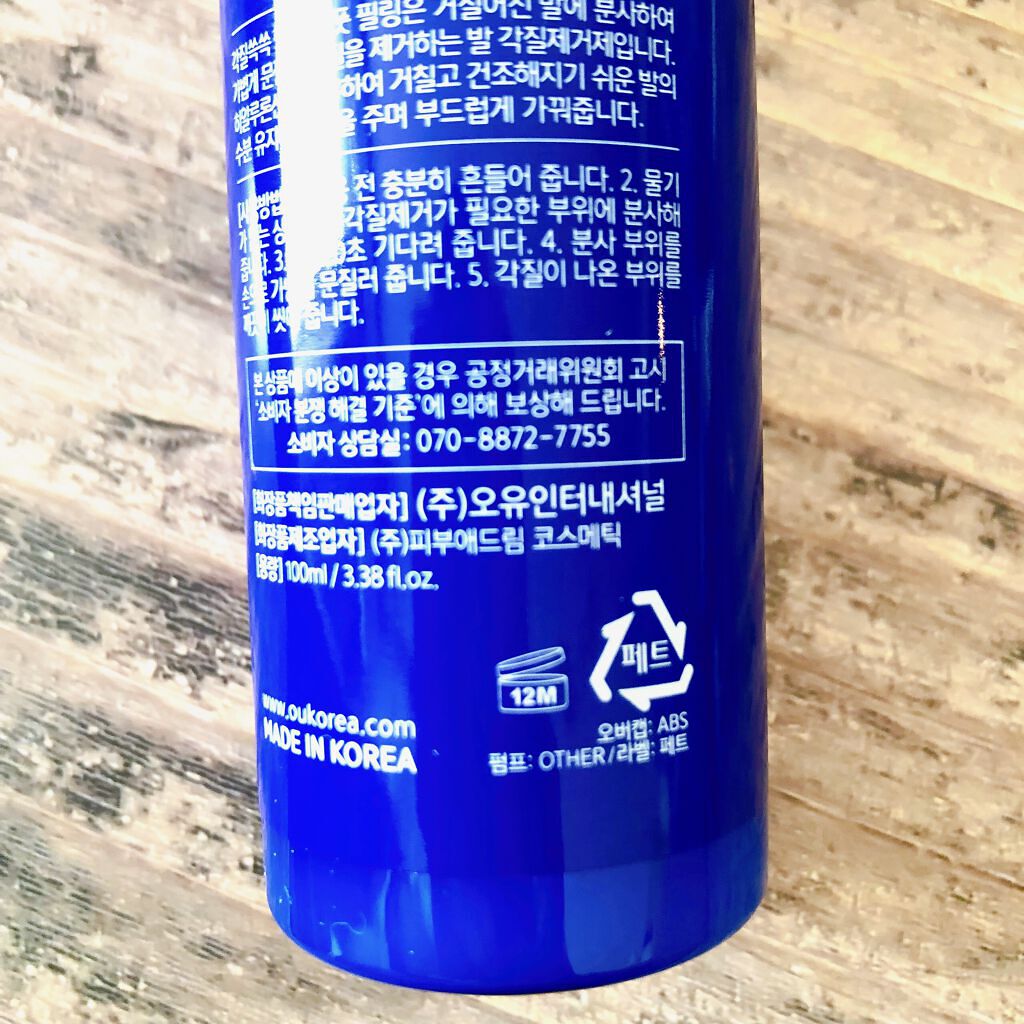 필링은 거칠어진 발에 분사하여
각질쓱쓱 제거하는 발 각질제거제입니다.
가볍게 하여 거칠고 건조해지기 쉬운 발의
주며 부드럽게 가꿔줍니다.
수분
전 충분히 흔들어 줍니다. 2. 물기
각질제거가 필요한 부위에 분사해
기다려 줍니다. 4. 분사 부위를
문질러 줍니다. 5. 각질이 나온 부위를
줍니다.
본 상품에 이상이 있을 경우 공정거래위원회 고시
'소비자 분쟁 해결 기준'에 의해 보상해 드립니다.
소비자 상담실: 070-8872-7755
[화장품책임판매업자] (주)오유인터내셔널
[화장품제조업자] (주)피부애드림 코스메틱
[용량] 100ml / 3.38 fl.oz.
페트
12M
www.oukorea.com
MADE IN KOREA
오버캡: ABS
펌프: OTHER/라벨: 페트